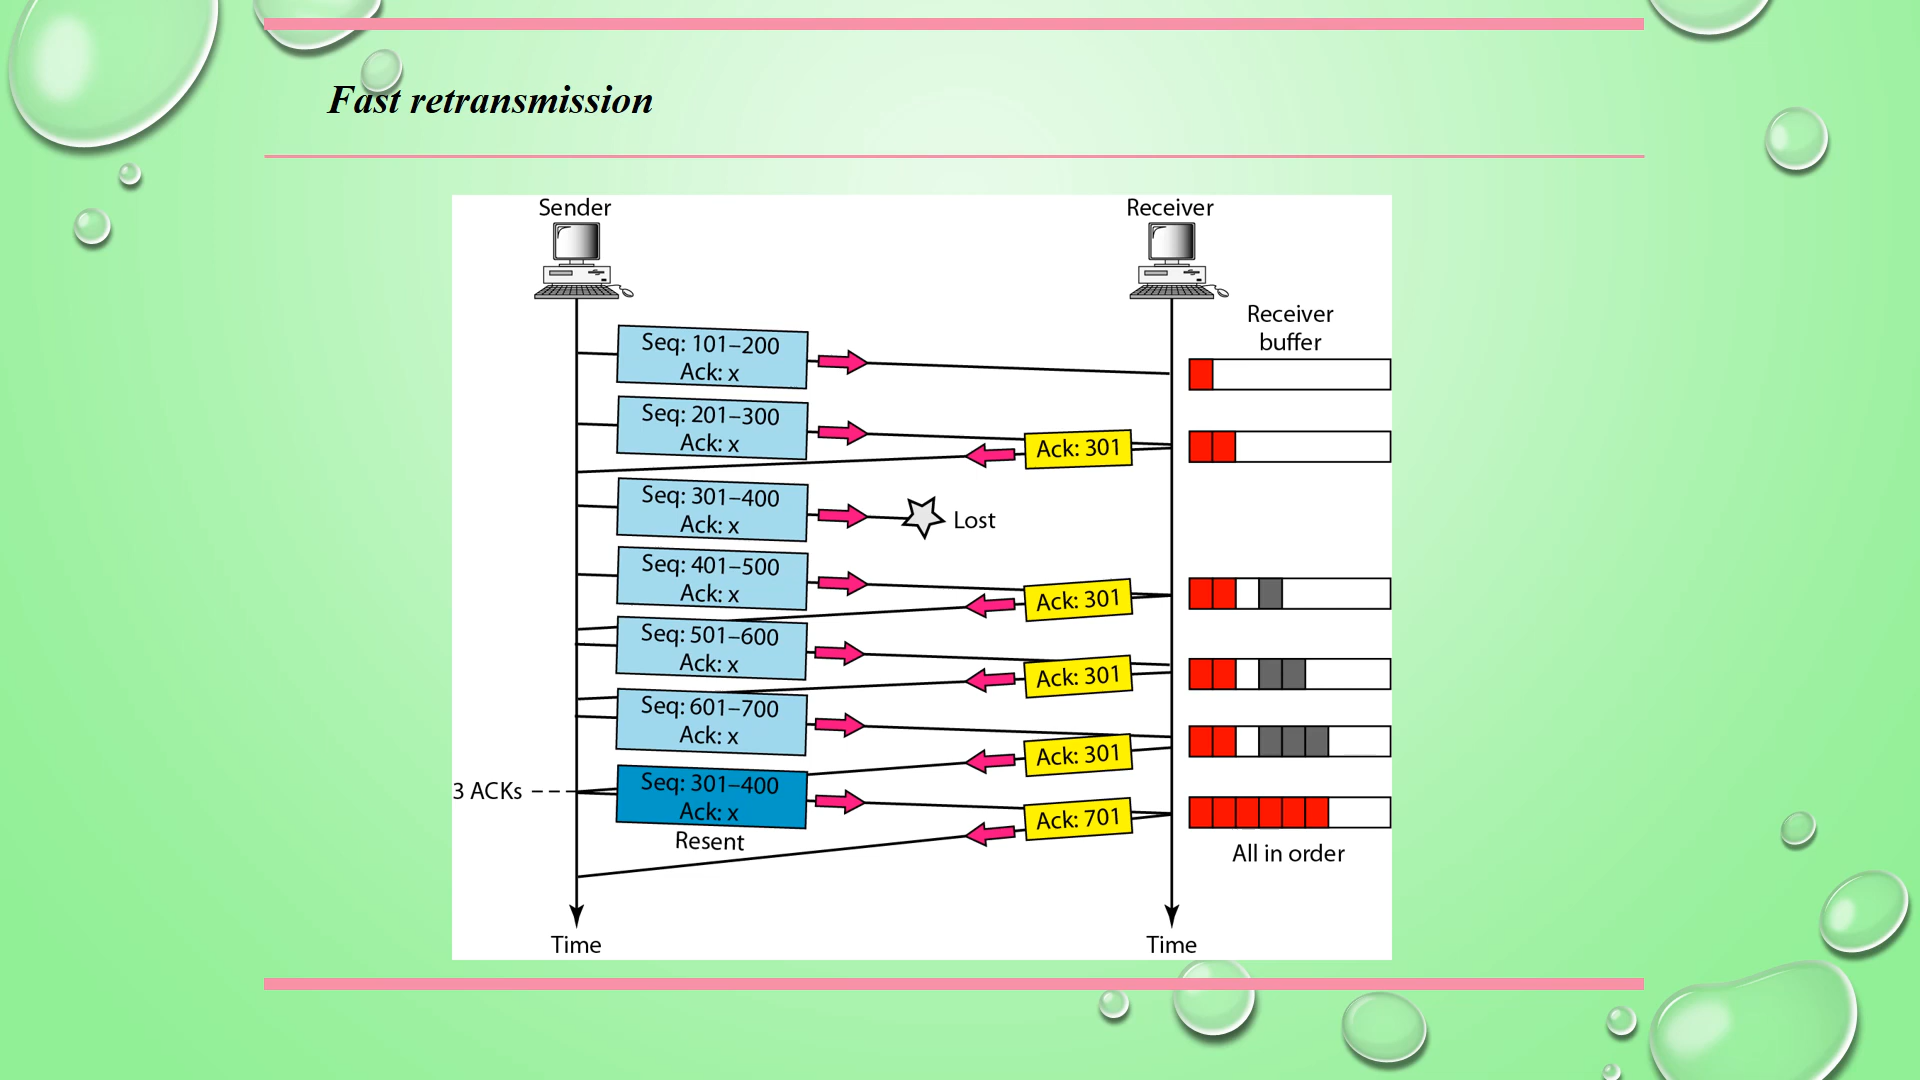 Fast retransmission
Sender
Receiver
Receiver
buffer
Seq: 101–200
Ack: x
Seq: 201–300
Ack: x
Ack: 301
Seq: 301–400
Ack: x
Lost
Seq: 401–500
Ack: x
Ack: 301
Seq: 501–600
Ack: x
Ack: 301
Seq: 601–700
Ack: x
Ack: 301
3 ACKs
Seq: 301–400
Ack: x
Resent
Ack: 701
All in order
Time
Time